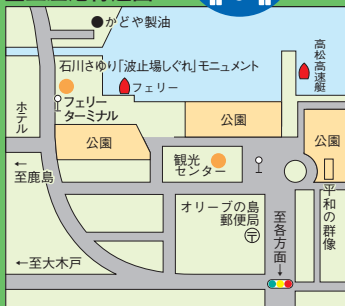 かどや製油
石川さゆり「波止場しぐれ」モニュメント
フェリー
高松高速艇
ホテル
フェリー
ターミナル
公園
公園
公園
観光
センター
←
至鹿島
オリーブの島
郵便局
至各方面→
平和の群像
←至大木戸